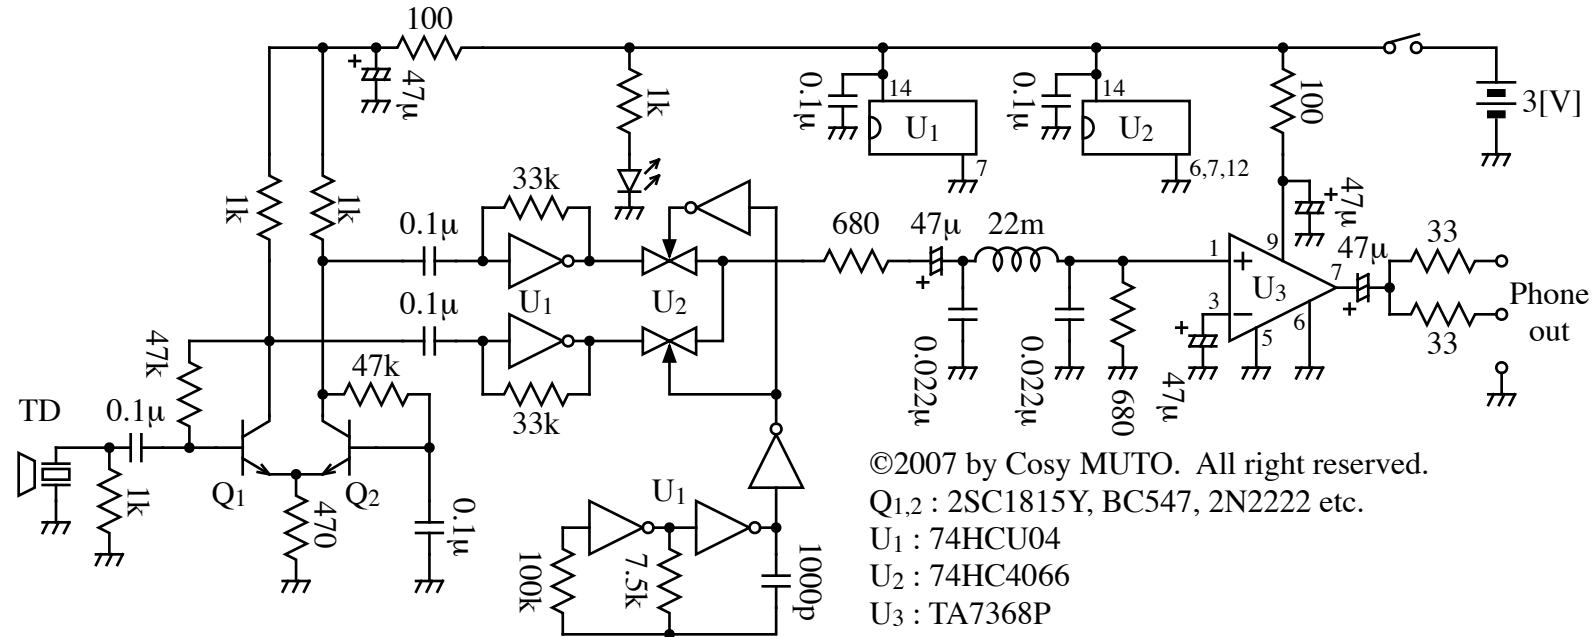 100
+
47μ
1k
0.1μ
14
U1
7
0.1μ
14
U2
6,7,12
100
3[V]
1k
1k
33k
0.1μ
U1
U2
0.1μ
33k
680
47μ
+
22m
0.022μ
0.022μ
680
1
+
9
U3
3
−
5
6
7
+
47μ
47μ
+
+
47μ
33
33
Phone
out
47k
47k
TD
0.1μ
1k
Q1
Q2
470
0.1μ
U1
100k
7.5k
1000p
©2007 by Cosy MUTO. All right reserved.
Q1,2 : 2SC1815Y, BC547, 2N2222 etc.
U1 : 74HCU04
U2 : 74HC4066
U3 : TA7368P